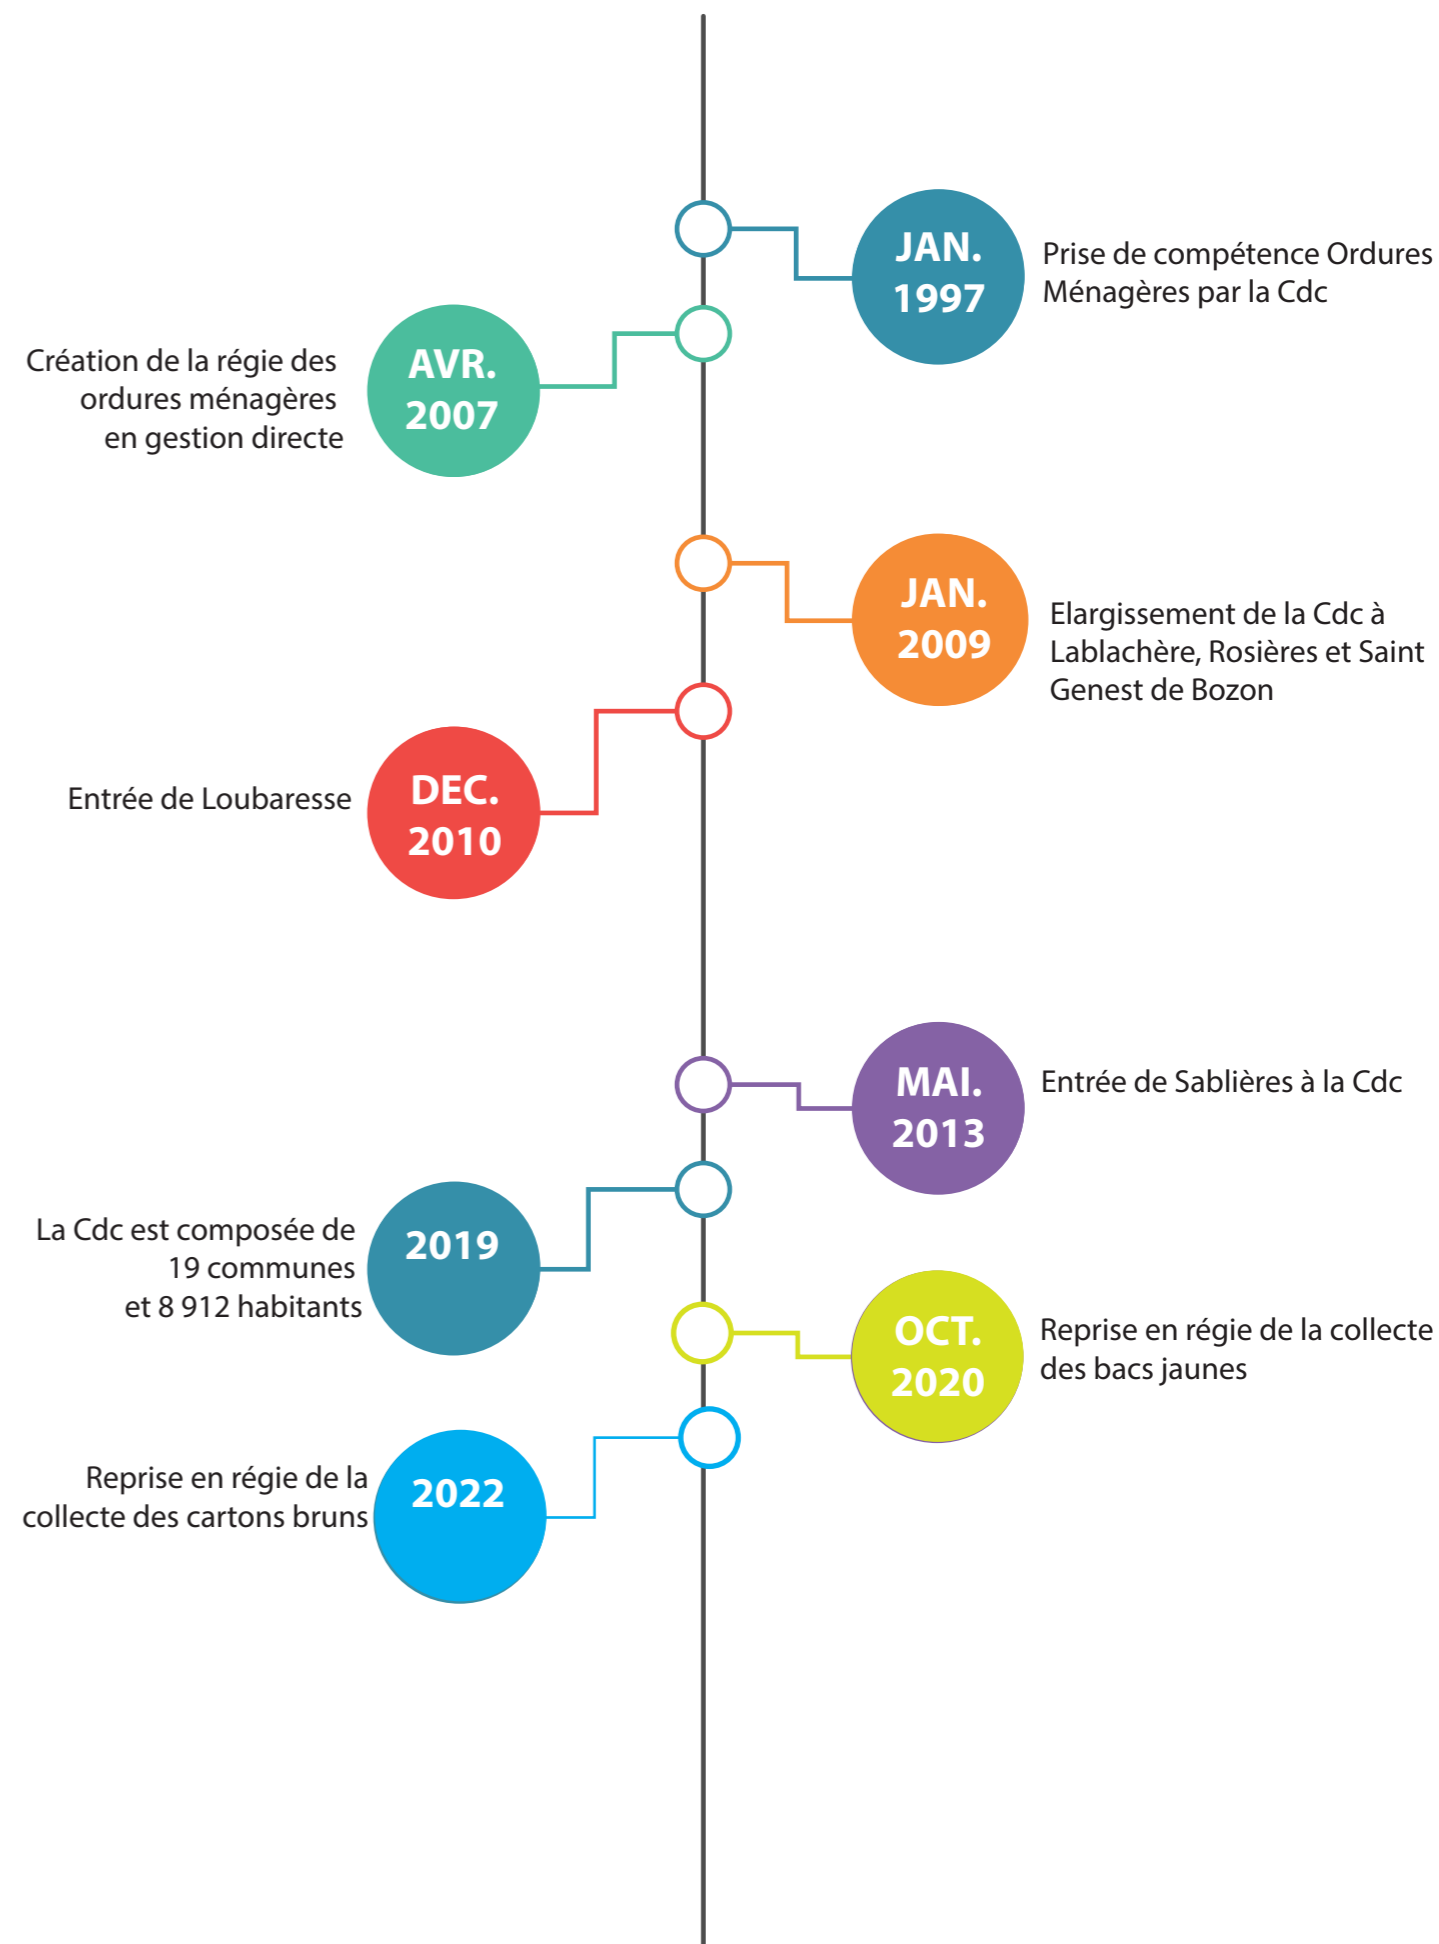 JAN.
1997
Prise de compétence Ordures
Ménagères par la Cdc
AVR.
2007
Création de la régie des
ordures ménagères
en gestion directe
JAN.
2009
Elargissement de la Cdc à
Lablachère, Rosières et Saint
Genest de Bozon
DEC.
2010
Entrée de Loubaresse
MAI.
2013
Entrée de Sablières à la Cdc
2019
La Cdc est composée de
19 communes
et 8 912 habitants
OCT.
2020
Reprise en régie de la collecte
des bacs jaunes
2022
Reprise en régie de la
collecte des cartons bruns